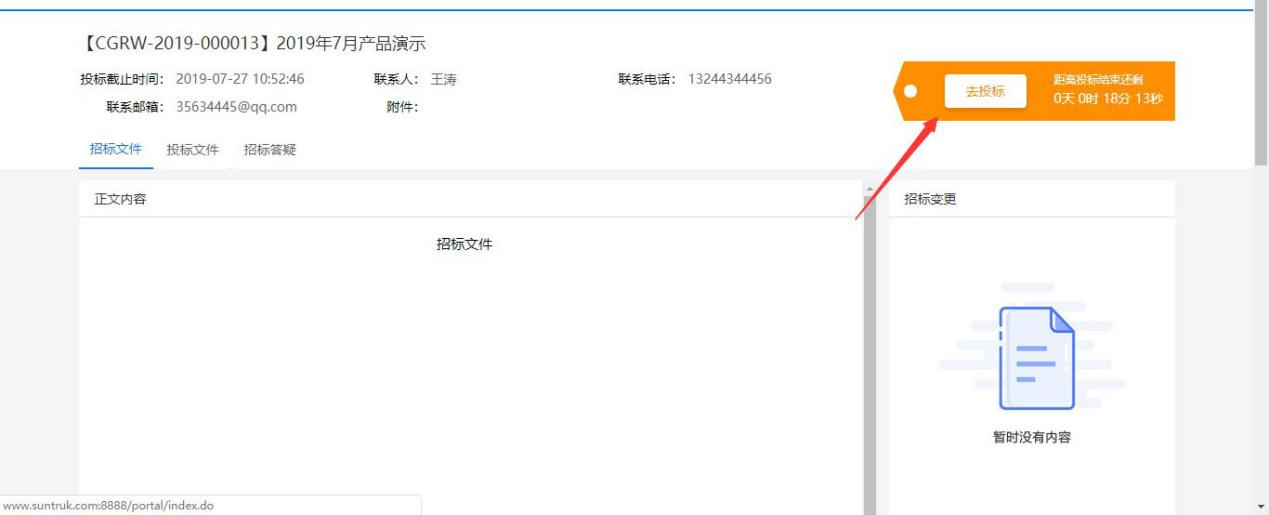 【CGRW-2019-000013】2019年7月产品演示
投标截止时间： 2019-07-27 10:52:46 联系人： 王涛 联系电话： 13244344456
联系邮箱： 35634445@qq.com 附件：
去投标
距离投标结束还剩
0天 0时 18分 13秒
招标文件 投标文件 招标答疑
正文内容
招标文件
招标变更
暂时没有内容
www.suntruk.com:8888/portal/index.do